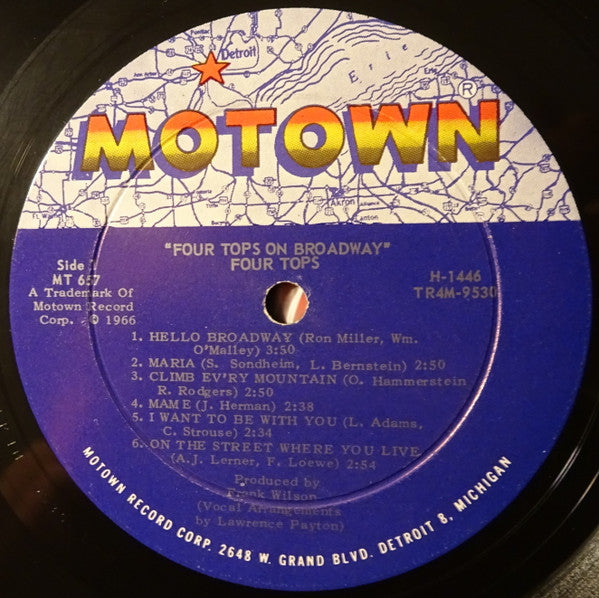 Detroit
Erie
Erie
MOTOWN®
Akron
Canton
"FOUR TOPS ON BROADWAY"
FOUR TOPS
Side 1
MT 657
A Trademark Of
Motown Record
Corp. © 1966
H-1446
TR4M-9530
1. HELLO BROADWAY (Ron Miller, Wm.
O'Malley) 3:50
2. MARIA (S. Sondheim, L. Bernstein) 2:50
3. CLIMB EV'RY MOUNTAIN (O. Hammerstein
R. Rodgers) 2:50
4. MAME (J. Herman) 2:38
5. I WANT TO BE WITH YOU (L. Adams,
C. Strouse) 2:34
6. ON THE STREET WHERE YOU LIVE
(A.J. Lerner, F. Loewe) 2:54
Produced by
Frank Wilson
(Vocal Arrangements
by Lawrence Payton)
MOTOWN RECORD CORP. 2648 W. GRAND BLVD. DETROIT 8, MICHIGAN